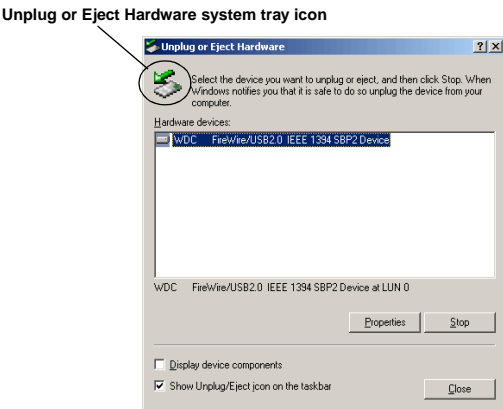 Unplug or Eject Hardware system tray icon
Unplug or Eject Hardware
Select the device you want to unplug or eject, and then click Stop. When
Windows notifies you that it is safe to do so unplug the device from your
computer.
Hardware devices:
WDC FireWire/USB2.0 IEEE 1394 SBP2 Device
WDC FireWire/USB2.0 IEEE 1394 SBP2 Device at LUN 0
Properties
Stop
Display device components
Show Unplug/Eject icon on the taskbar
Close